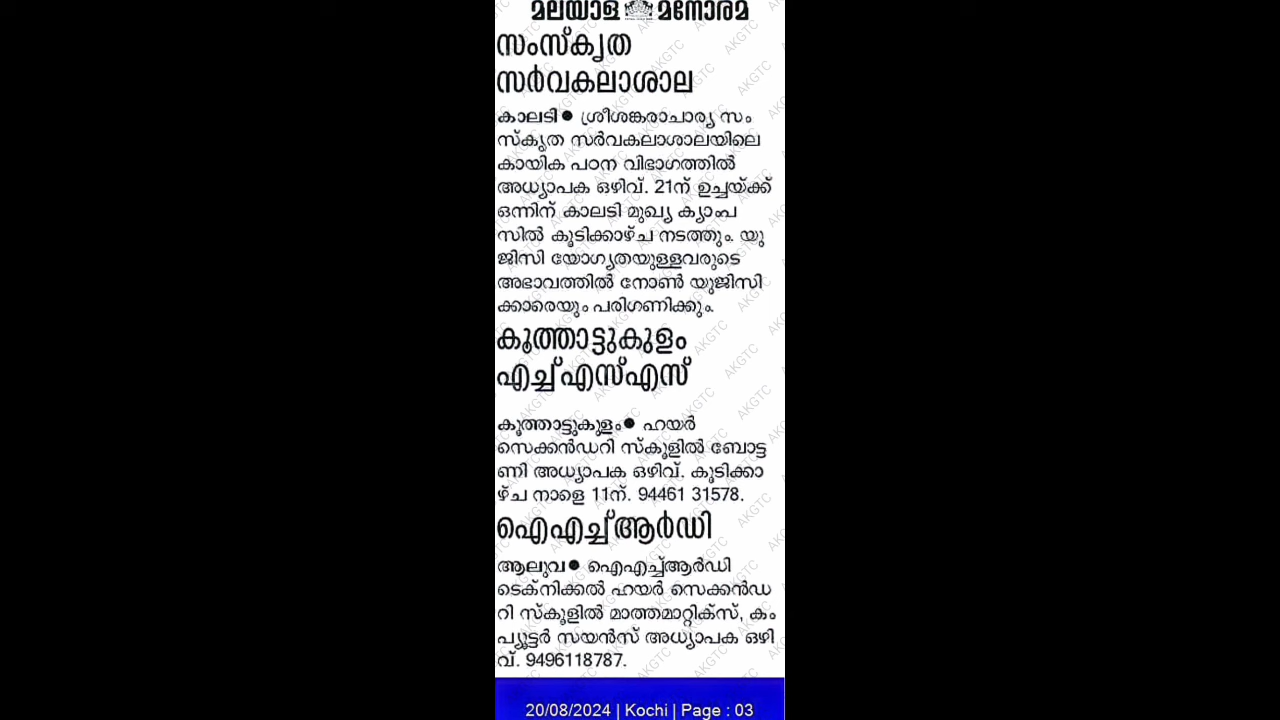 മലയാള മനോരമ
സംസ്കൃത
സർവകലാശാല
കാലടി● ശ്രീശങ്കരാചാര്യ സം
സ്കൃത സർവകലാശാലയിലെ
കായിക പഠന വിഭാഗത്തിൽ
അധ്യാപക ഒഴിവ്. 21ന് ഉച്ചയ്ക്ക്
ഒന്നിന് കാലടി മുഖ്യ ക്യാംപ
സിൽ കൂടിക്കാഴ്ച നടത്തും. യു
ജിസി യോഗ്യതയുള്ളവരുടെ
അഭാവത്തിൽ നോൺ യുജിസി
ക്കാരെയും പരിഗണിക്കും.
കൂത്താട്ടുകുളം
എച്ച്എസ്എസ്
കൂത്താട്ടുകുളം● ഹയർ
സെക്കൻഡറി സ്കൂളിൽ ബോട്ട
ണി അധ്യാപക ഒഴിവ്. കൂടിക്കാ
ഴ്ച നാളെ 11ന്. 94461 31578.
ഐഎച്ച്ആർഡി
ആലുവ● ഐഎച്ച്ആർഡി
ടെക്നിക്കൽ ഹയർ സെക്കൻഡ
റി സ്കൂളിൽ മാത്തമാറ്റിക്സ്, കം
പ്യൂട്ടർ സയൻസ് അധ്യാപക ഒഴി
വ്. 9496118787.
20/08/2024 | Kochi | Page : 03